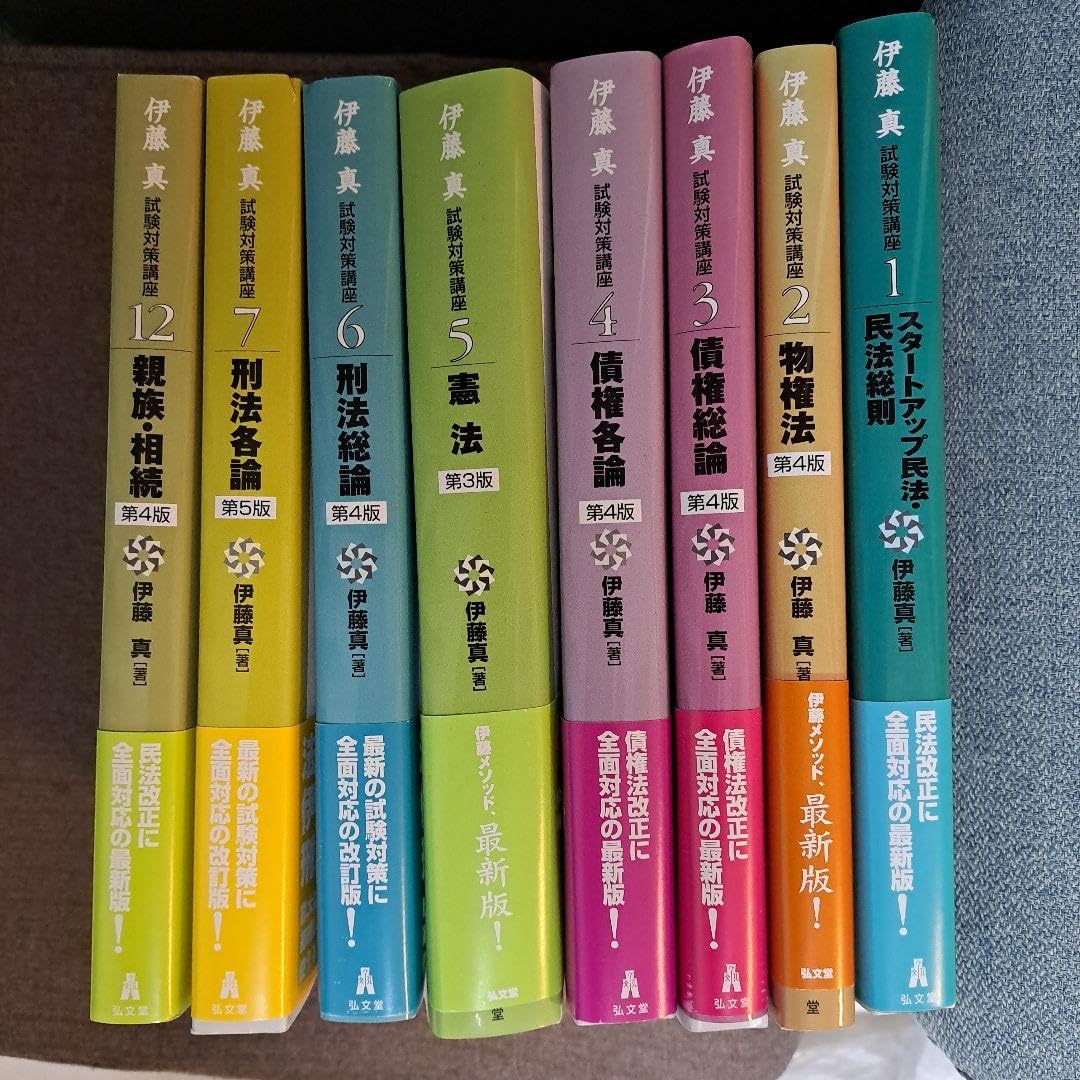 伊藤 真
試験対策講座
12
親族・相続
第4版
伊藤 真[著]
民法改正に
全面対応の最新版!
弘文堂
伊藤 真
試験対策講座
7
刑法各論
第5版
伊藤真[著]
最新の試験対策に
全面対応の改訂版!
弘文堂
伊藤 真
試験対策講座
6
刑法総論
第4版
伊藤真[著]
最新の試験対策に
全面対応の改訂版!
弘文堂
伊藤 真
試験対策講座
5
憲法
第3版
伊藤真[著]
伊藤メソッド、
最新版!
弘文堂
堂
伊藤 真
試験対策講座
4
債権各論
第4版
伊藤真[著]
債権法改正に
全面対応の最新版!
弘文堂
伊藤 真
試験対策講座
3
債権総論
第4版
伊藤 真[著]
債権法改正に
全面対応の最新版!
弘文堂
伊藤 真
試験対策講座
2
物権法
第4版
伊藤 真[著
伊藤メソッド、
最新版!
弘文堂
堂
伊藤 真
試験対策講座
1
スタートアップ民法・
民法総則
伊藤真[著]
民法改正に
全面対応の最新版!
弘文堂